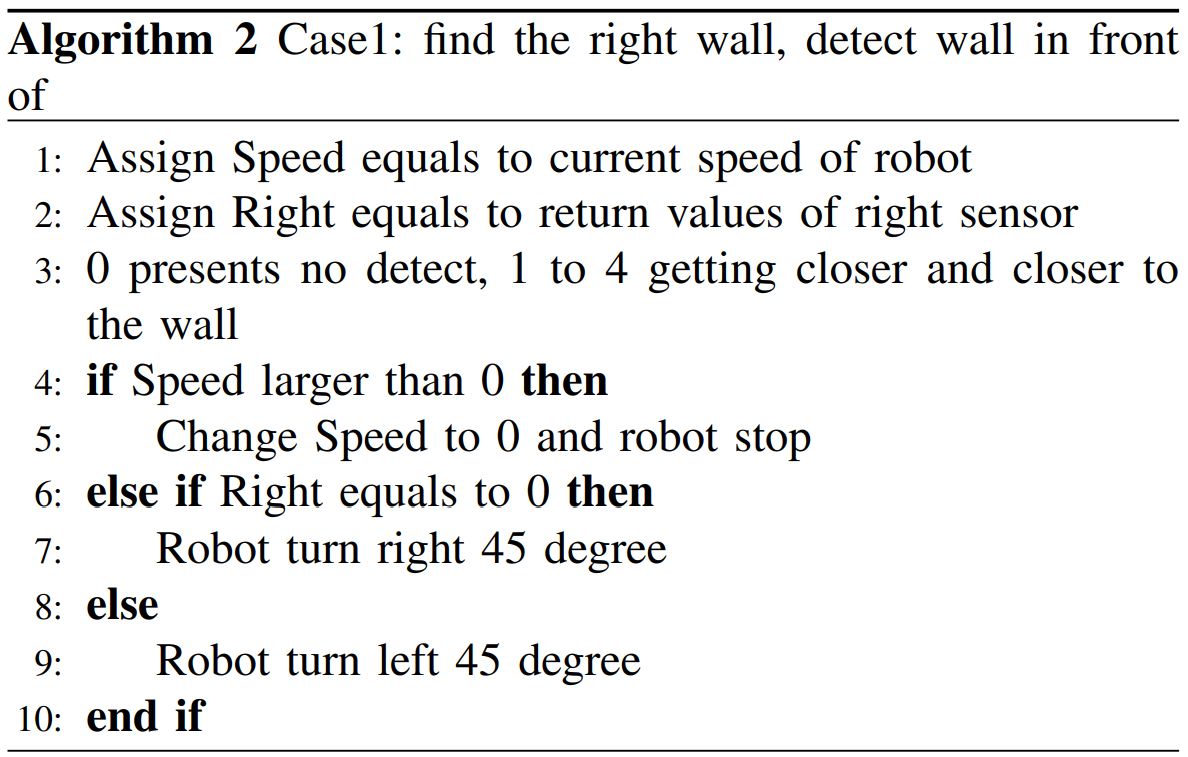 Algorithm 2 Case1: find the right wall, detect wall in front
of
1: Assign Speed equals to current speed of robot
2: Assign Right equals to return values of right sensor
3: 0 presents no detect, 1 to 4 getting closer and closer to
the wall
4: if Speed larger than 0 then
5: Change Speed to 0 and robot stop
6: else if Right equals to 0 then
7: Robot turn right 45 degree
8: else
9: Robot turn left 45 degree
10: end if